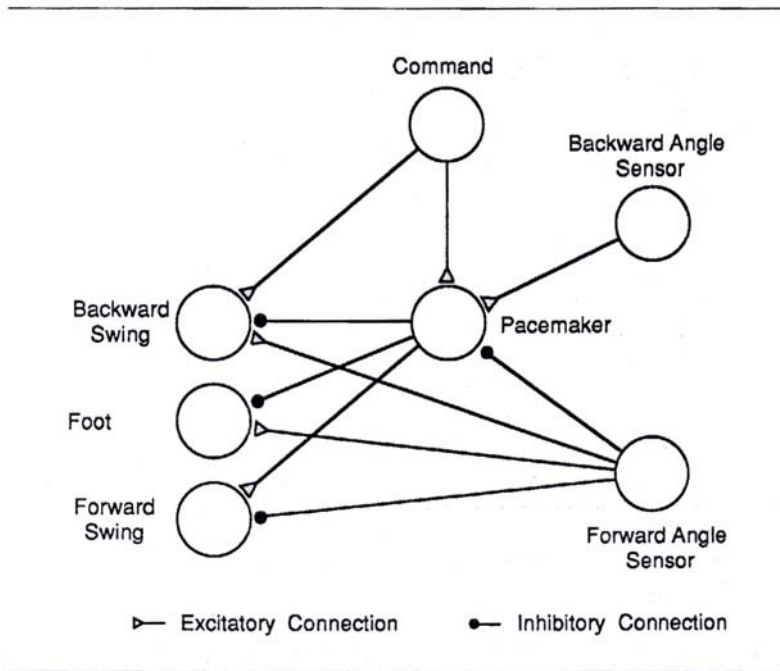 Command
Backward Angle
Sensor
Backward
Swing
Pacemaker
Foot
Forward
Swing
Forward Angle
Sensor
Excitatory Connection
Inhibitory Connection